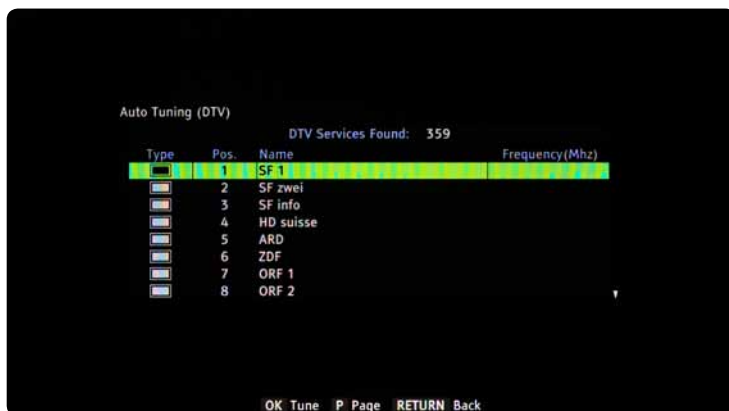 Auto Tuning (DTV)
DTV Services Found: 359
Type Pos. Name Frequency(Mhz)
1 SF 1
2 SF zwei
3 SF info
4 HD suisse
5 ARD
6 ZDF
7 ORF 1
8 ORF 2
OK Tune P Page RETURN Back